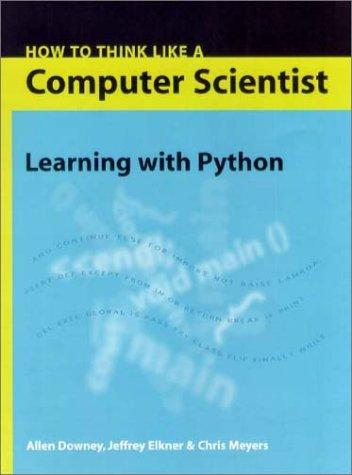 HOW TO THINK LIKE A
Computer Scientist
Learning with Python
AND CONTINUE ELSE FOR IMPORT NOT RAISE LAMBDA
ASSERT DEF EXCEPT FROM IN OR RETURN BREAK IF PRINT
DEL EXEC GLOBAL IS PASS TRY CLASS ELIF FINALLY WHILE
void main ()
main
Allen Downey, Jeffrey Elkner & Chris Meyers